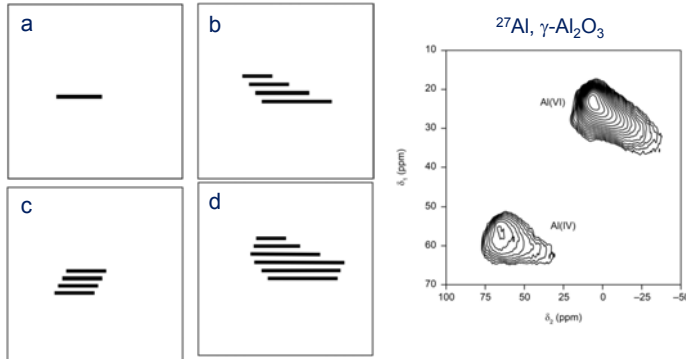 a
b
c
d
²⁷Al, γ-Al₂O₃
10
20
30
40
50
60
70
δ₁ (ppm)
Al(VI)
Al(IV)
100 75 50 25 0 −25 −50
δ₂ (ppm)